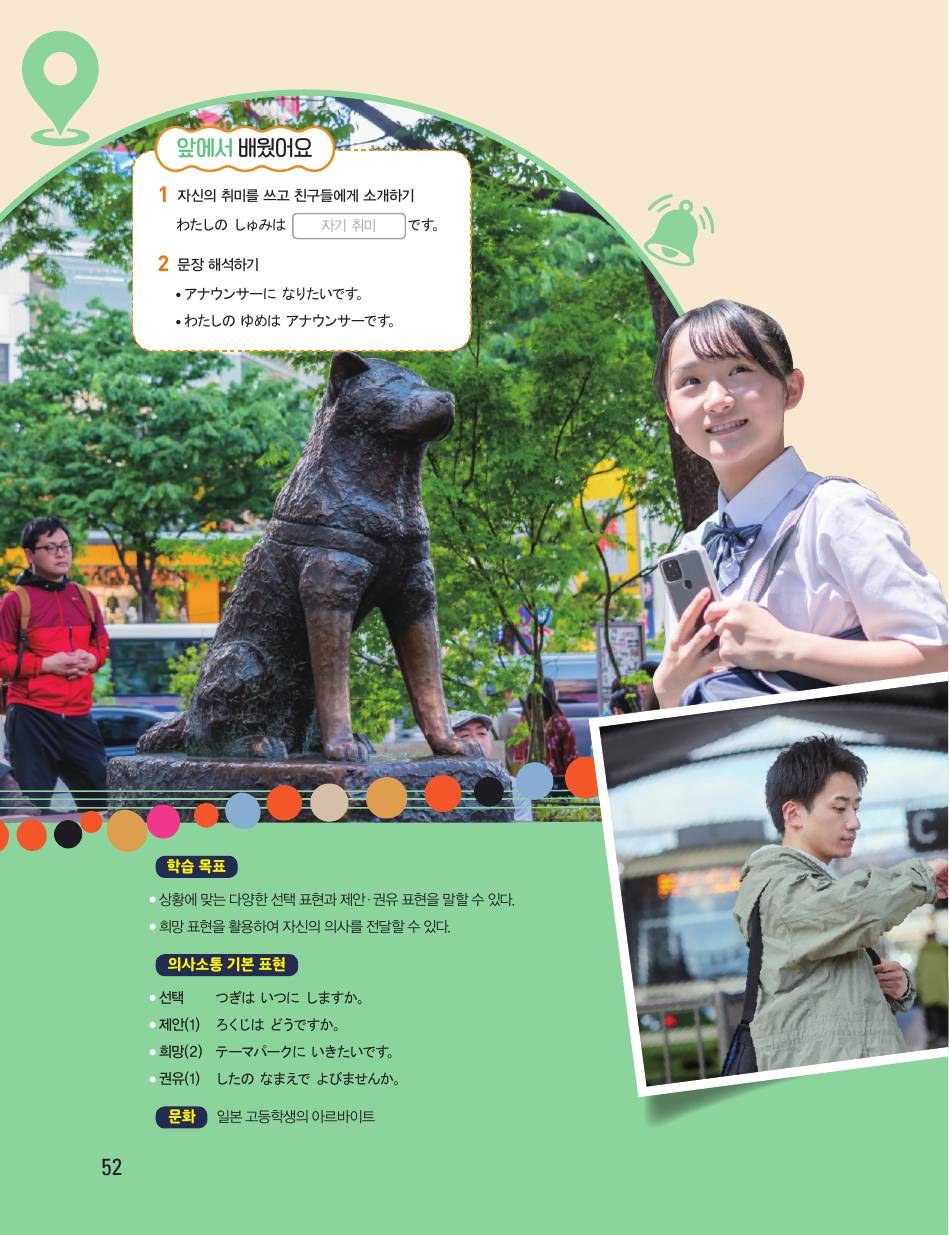 앞에서 배웠어요
1 자신의 취미를 쓰고 친구들에게 소개하기
わたしの しゅみは 자기 취미 です。
2 문장 해석하기
• アナウンサーに なりたいです。
• わたしの ゆめは アナウンサーです。
학습 목표
• 상황에 맞는 다양한 선택 표현과 제안·권유 표현을 말할 수 있다.
• 희망 표현을 활용하여 자신의 의사를 전달할 수 있다.
의사소통 기본 표현
• 선택 つぎは いつに しますか。
• 제안(1) ろくじは どうですか。
• 희망(2) テーマパークに いきたいです。
• 권유(1) したの なまえで よびませんか。
문화 일본 고등학생의 아르바이트
52
C